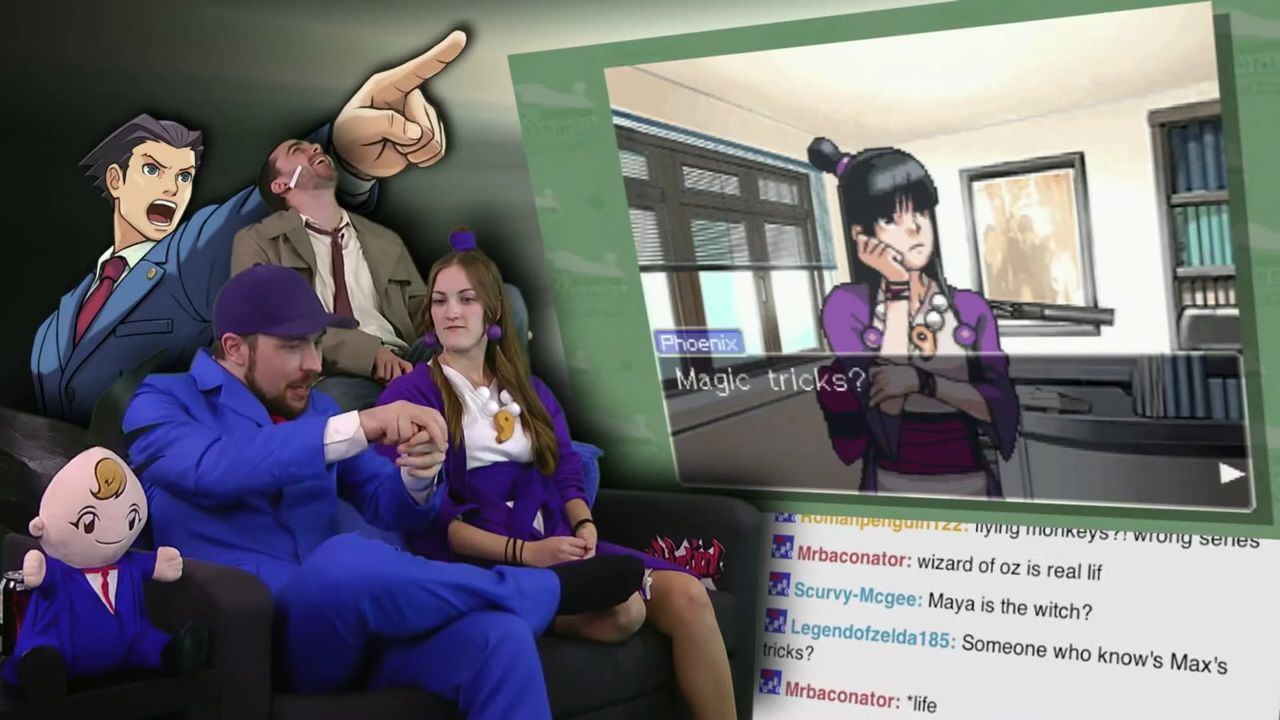 Phoenix
Magic tricks?
Romanpenguin122: flying monkeys?! wrong series
Mrbaconator: wizard of oz is real lif
Scurvy-Mcgee: Maya is the witch?
Legendofzelda185: Someone who know's Max's
tricks?
Mrbaconator: *life